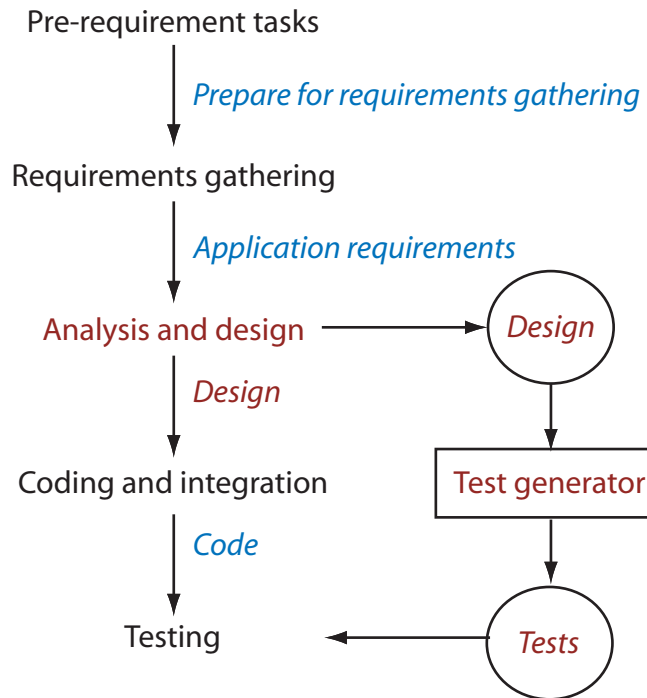 Pre-requirement tasks
Prepare for requirements gathering
Requirements gathering
Application requirements
Analysis and design
Design
Design
Coding and integration
Test generator
Code
Testing
Tests